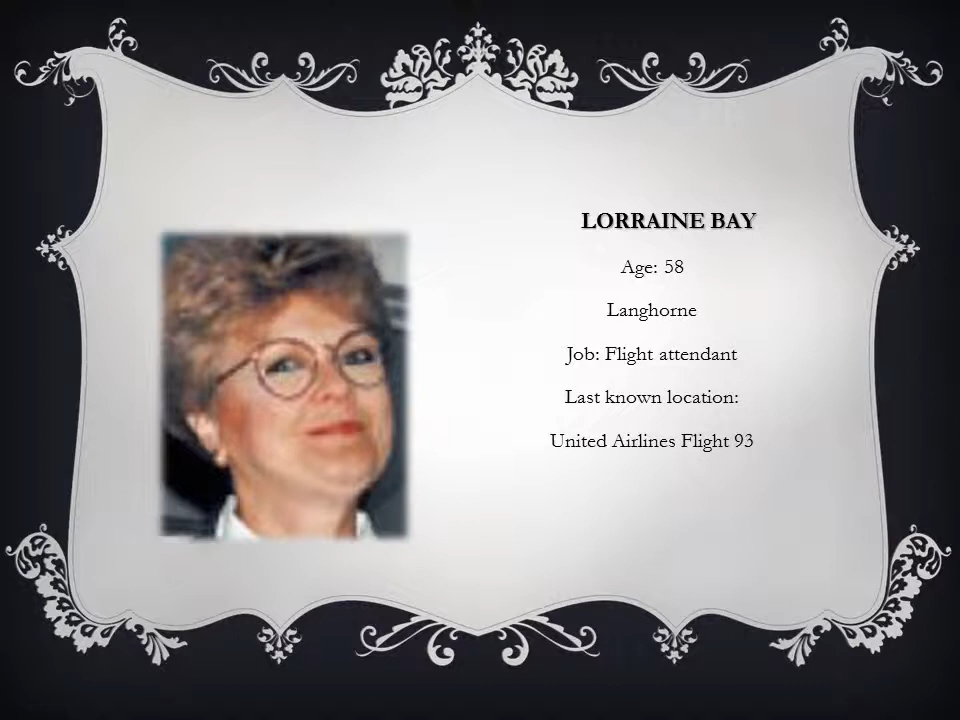 LORRAINE BAY
Age: 58
Langhorne
Job: Flight attendant
Last known location:
United Airlines Flight 93